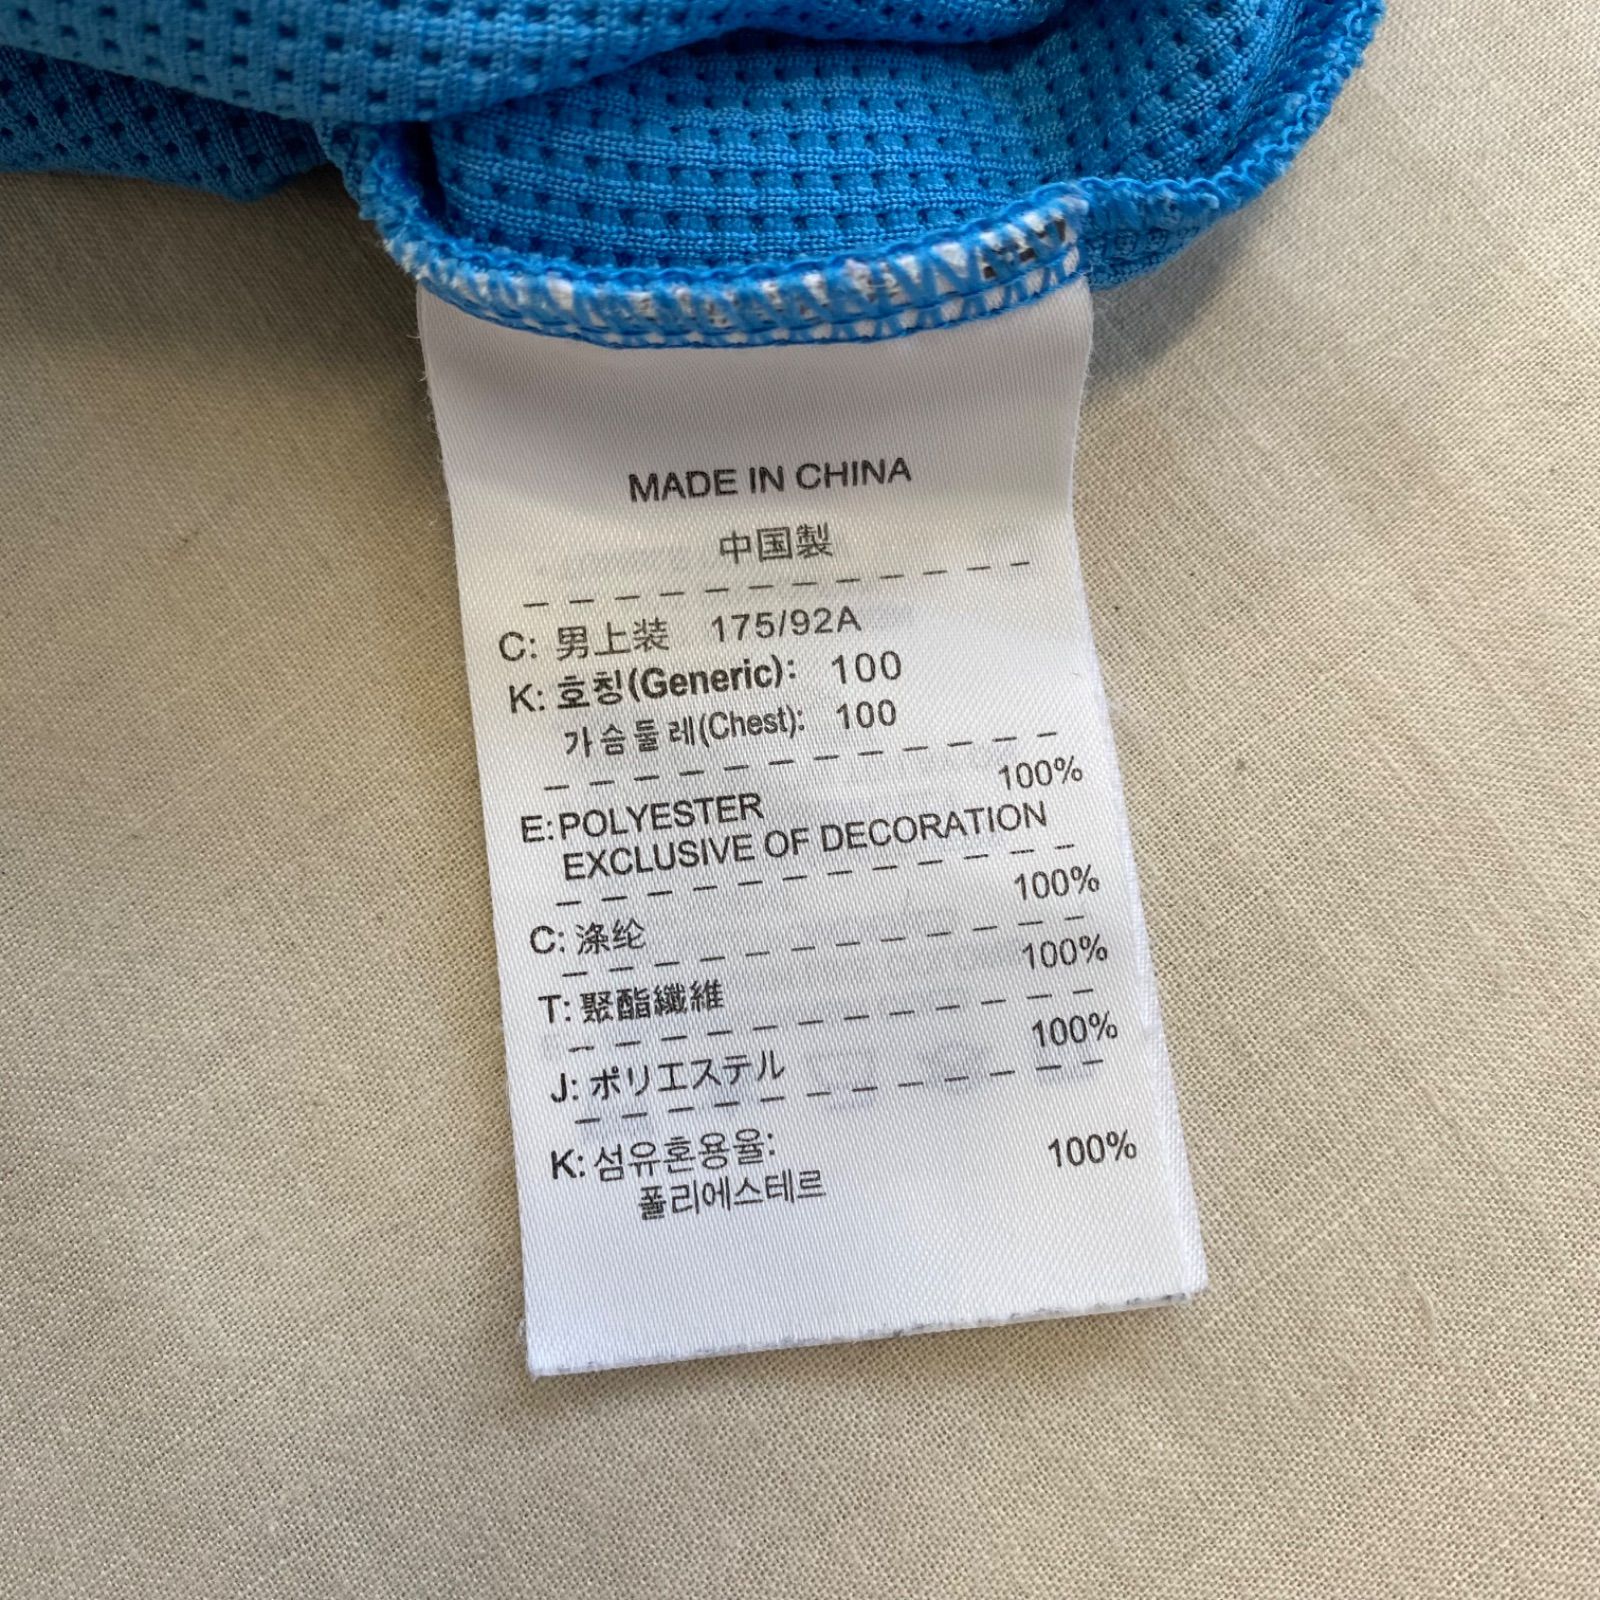 MADE IN CHINA
中国製
C: 男上装 175/92A
K: 호칭(Generic): 100
가슴둘레(Chest): 100
100%
E:POLYESTER
EXCLUSIVE OF DECORATION
100%
C: 涤纶
100%
T: 聚酯纖維
100%
J: ポリエステル
K: 섬유혼용율: 100%
폴리에스테르